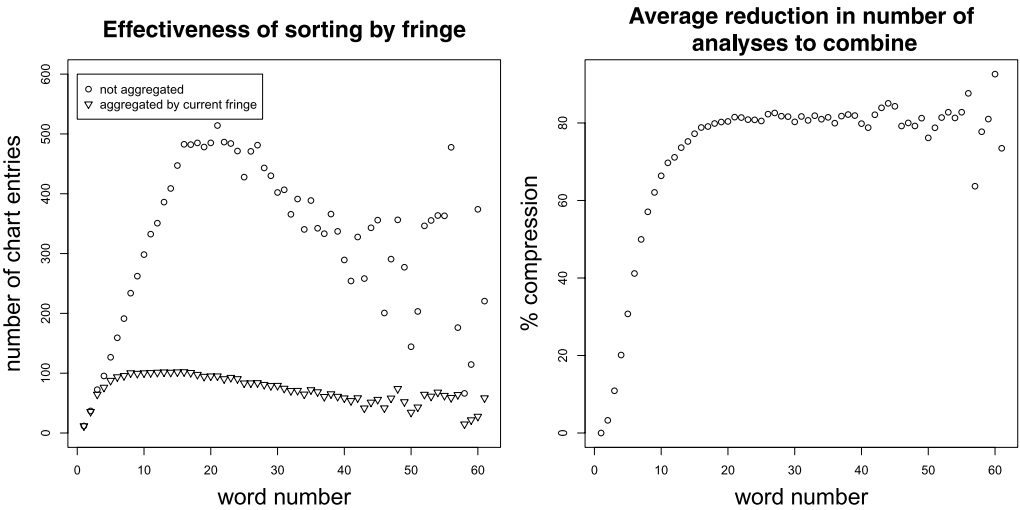 Effectiveness of sorting by fringe
not aggregated
aggregated by current fringe
number of chart entries
0
100
200
300
400
500
600
0 10 20 30 40 50 60
word number
Average reduction in number of
analyses to combine
% compression
0
20
40
60
80
0 10 20 30 40 50 60
word number